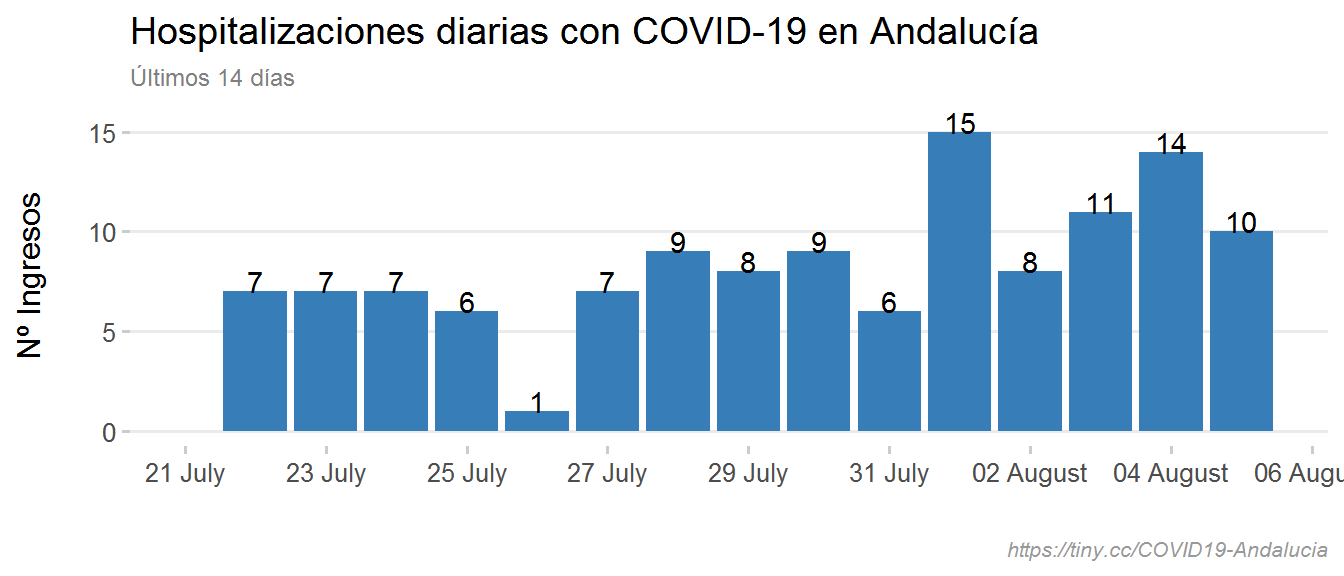 Hospitalizaciones diarias con COVID-19 en Andalucía
Últimos 14 días
Nº Ingresos
15
10
5
0
7
7
7
6
1
7
9
8
9
6
15
8
11
14
10
21 July
23 July
25 July
27 July
29 July
31 July
02 August
04 August
06 Augu
https://tiny.cc/COVID19-Andalucia